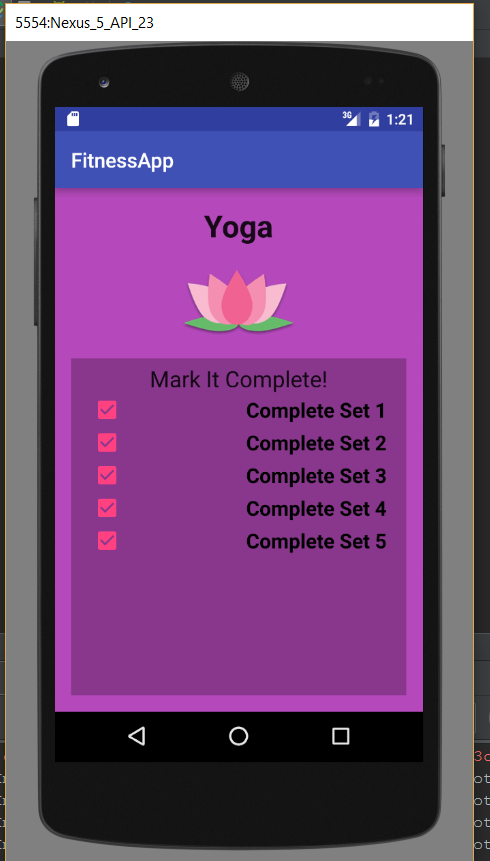 5554:Nexus_5_API_23
3G 1:21
FitnessApp
Yoga
Mark It Complete!
Complete Set 1
Complete Set 2
Complete Set 3
Complete Set 4
Complete Set 5